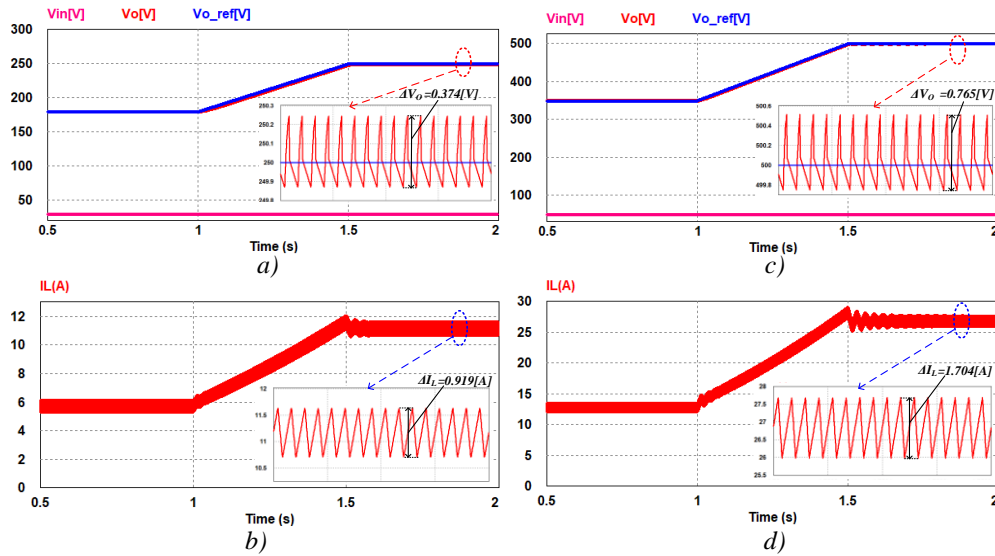 Vin[V] Vo[V] Vo_ref[V]
300
250
200
150
100
50
ΔVO=0.374[V]
250.3
250.2
250.1
250
249.9
249.8
0.5 1 1.5 2
Time (s)
a)
Vin[V] Vo[V] Vo_ref[V]
500
400
300
200
100
ΔVO =0.765[V]
500.6
500.4
500.2
500
499.8
0.5 1 1.5 2
Time (s)
c)
IL(A)
12
10
8
6
4
2
0
ΔIL=0.919[A]
12
11.5
11
10.5
0.5 1 1.5 2
Time (s)
b)
IL(A)
30
25
20
15
10
5
0
ΔIL=1.704[A]
28
27.5
27
26.5
26
25.5
0.5 1 1.5 2
Time (s)
d)